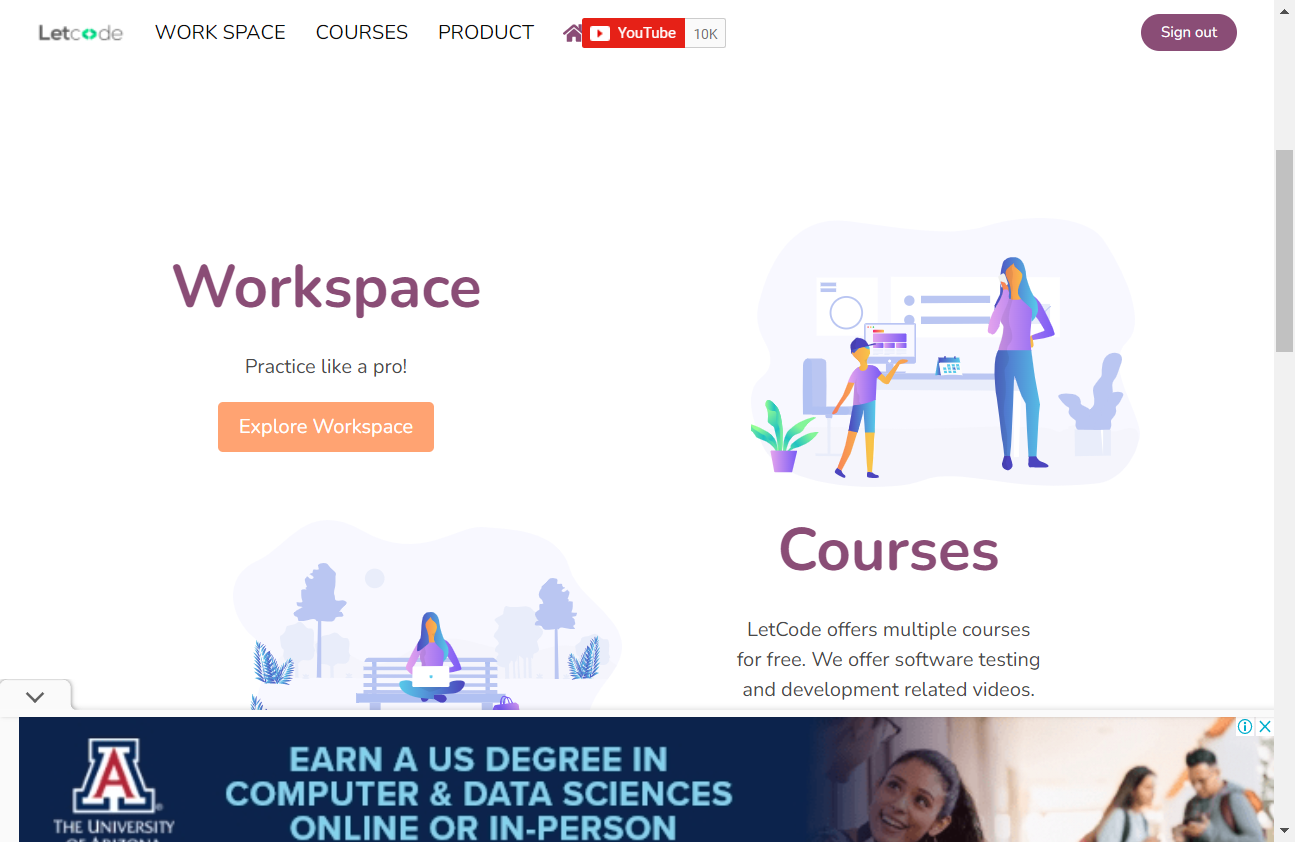 Letcode
WORK SPACE
COURSES
PRODUCT
YouTube
10K
Sign out
Workspace
Practice like a pro!
Explore Workspace
Courses
LetCode offers multiple courses
for free. We offer software testing
and development related videos.
EARN A US DEGREE IN
COMPUTER & DATA SCIENCES
ONLINE OR IN-PERSON
A
THE UNIVERSITY
OF ARIZONA